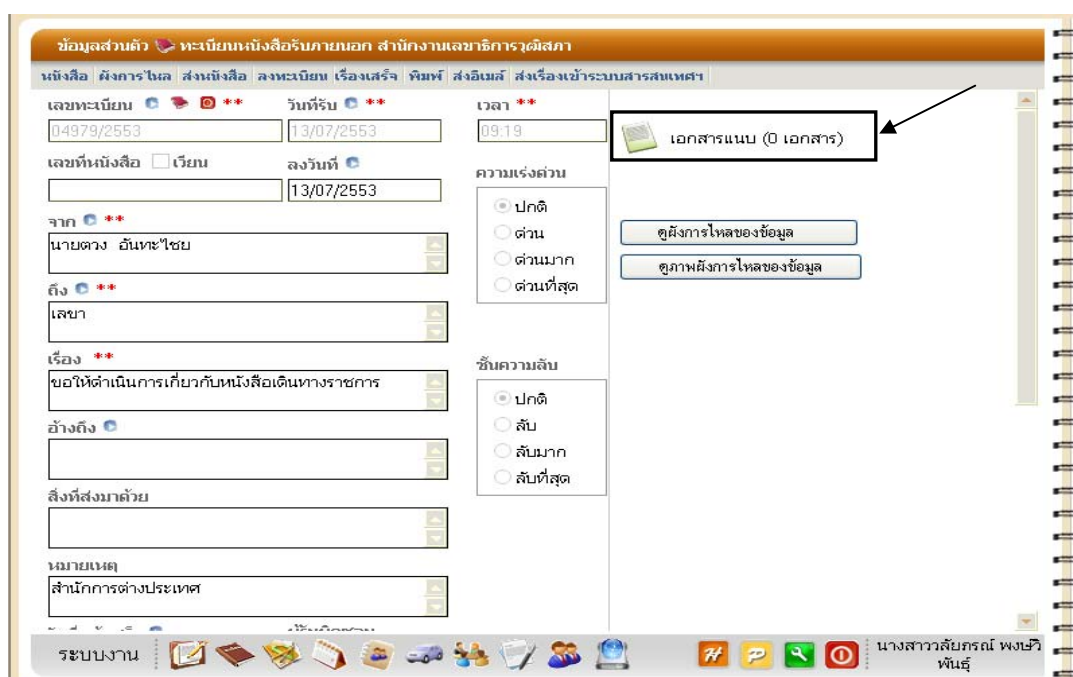 ข้อมูลส่วนตัว ทะเบียนหนังสือรับภายนอก สำนักงานเลขาธิการวุฒิสภา
หนังสือ ผังการไหล ส่งหนังสือ ลงทะเบียน เรื่องเสร็จ พิมพ์ ส่งอีเมล์ ส่งเรื่องเข้าระบบสารสนเทศฯ
เลขทะเบียน ** วันที่รับ ** เวลา **
04979/2553 13/07/2553 09:19
เอกสารแนบ (0 เอกสาร)
เลขที่หนังสือ เวียน ลงวันที่
13/07/2553
ความเร่งด่วน
ปกติ
ด่วน
ด่วนมาก
ด่วนที่สุด
จาก **
นายตวง อันทะไชย
ดูผังการไหลของข้อมูล
ดูภาพผังการไหลของข้อมูล
ถึง **
เลขา
เรื่อง **
ขอให้ดำเนินการเกี่ยวกับหนังสือเดินทางราชการ
ชั้นความลับ
ปกติ
ลับ
ลับมาก
ลับที่สุด
อ้างถึง
สิ่งที่ส่งมาด้วย
หมายเหตุ
สำนักการต่างประเทศ
ระบบงาน
นางสาววลัยภรณ์ พงษ์วิ
พันธุ์